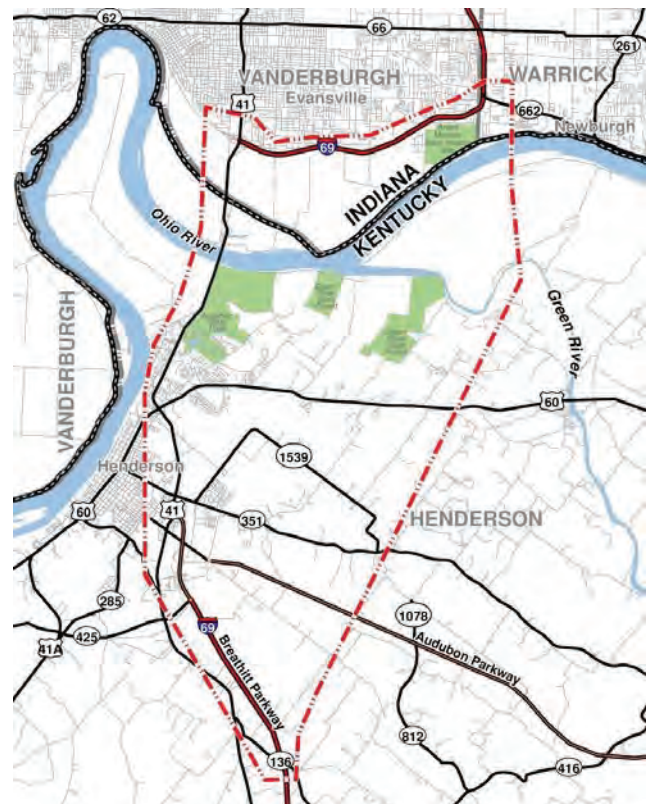 62
66
261
VANDERBURGH
WARRICK
41
Evansville
662
Newburgh
69
INDIANA
KENTUCKY
Ohio River
VANDERBURGH
Green River
60
Henderson
1539
60
41
351
HENDERSON
285
1078
69
41A
425
Breathitt Parkway
Audubon Parkway
812
136
416